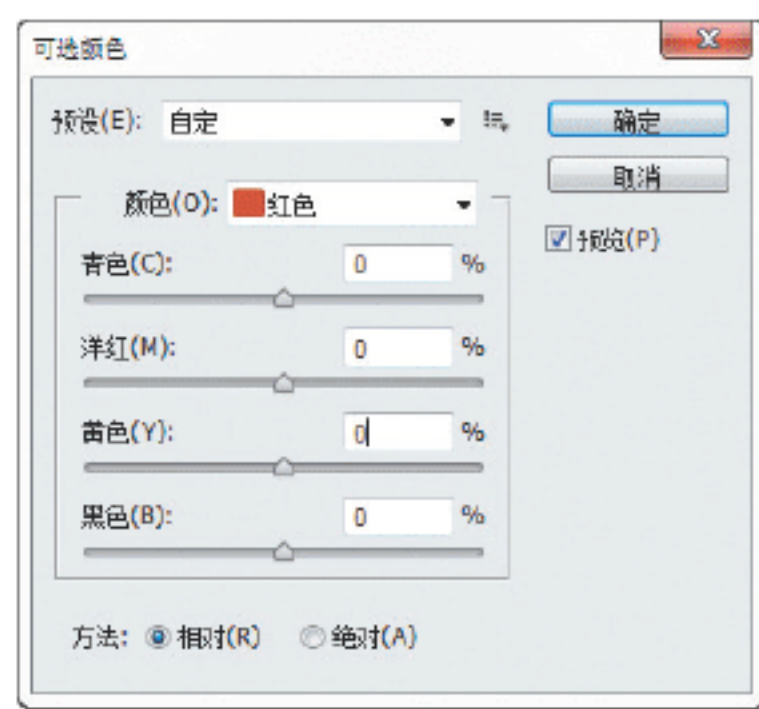 可选颜色
预设(E): 自定
确定
取消
颜色(O): 红色
预览(P)
青色(C): 0 %
洋红(M): 0 %
黄色(Y): 0 %
黑色(B): 0 %
方法: 相对(R) 绝对(A)